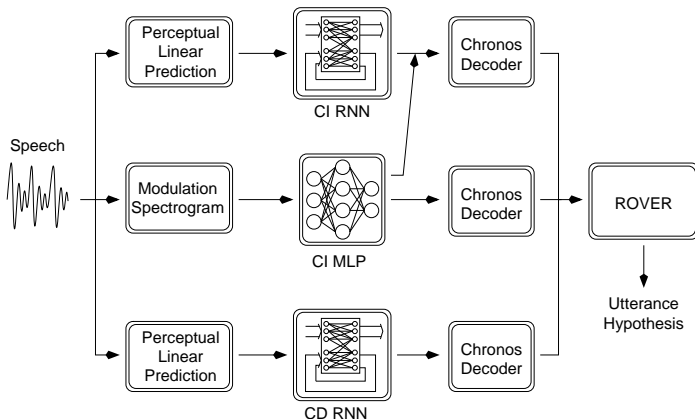 Perceptual
Linear
Prediction
CI RNN
Chronos
Decoder
Speech
Modulation
Spectrogram
CI MLP
Chronos
Decoder
ROVER
Utterance
Hypothesis
Perceptual
Linear
Prediction
CD RNN
Chronos
Decoder